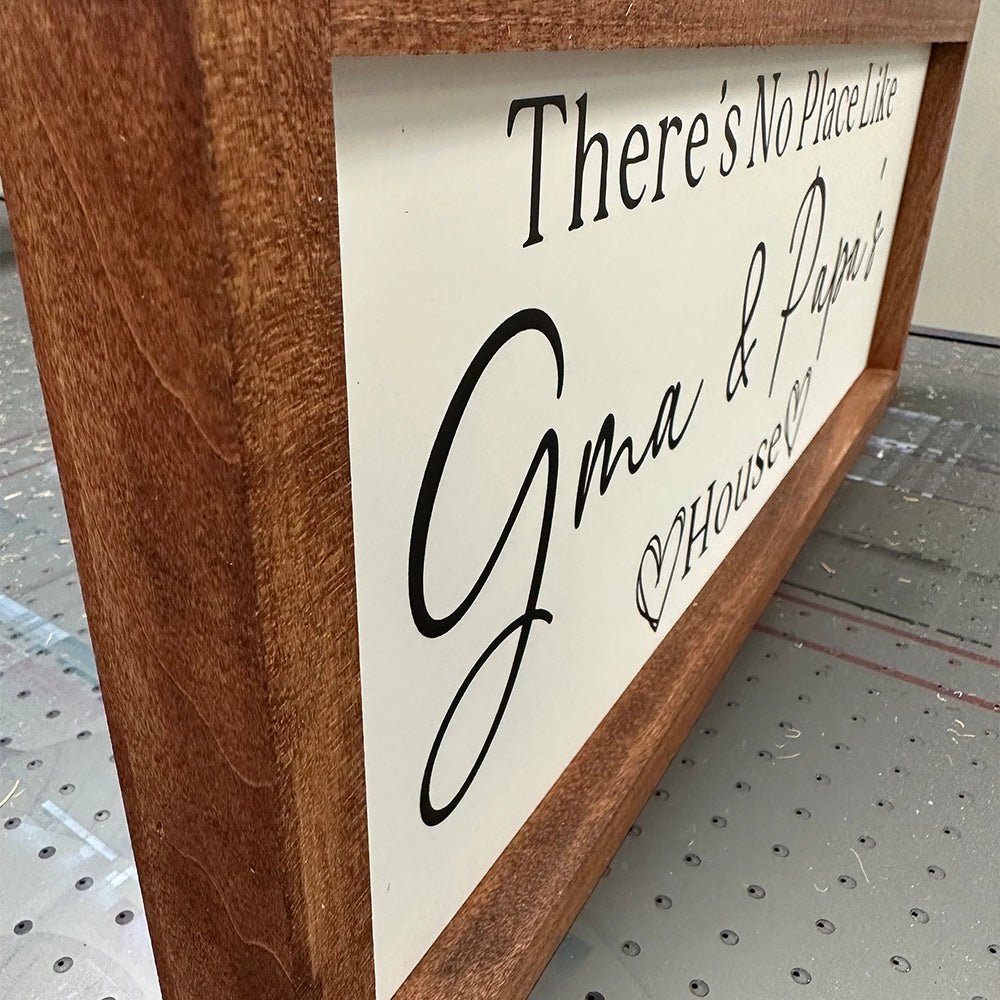 There's No Place Like
Gma & Papa's
♡House♡